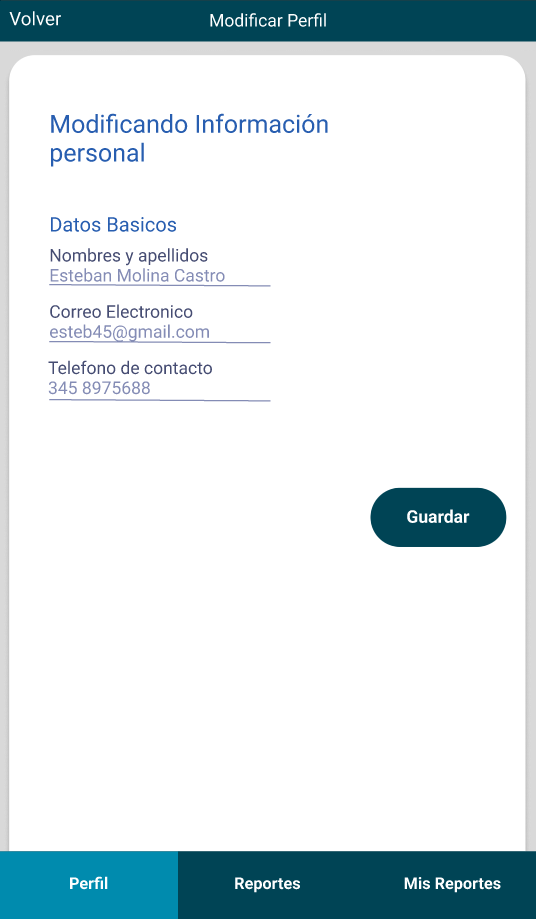 Volver
Modificar Perfil
Modificando Información
personal
Datos Basicos
Nombres y apellidos
Esteban Molina Castro
Correo Electronico
esteb45@gmail.com
Telefono de contacto
345 8975688
Guardar
Perfil
Reportes
Mis Reportes